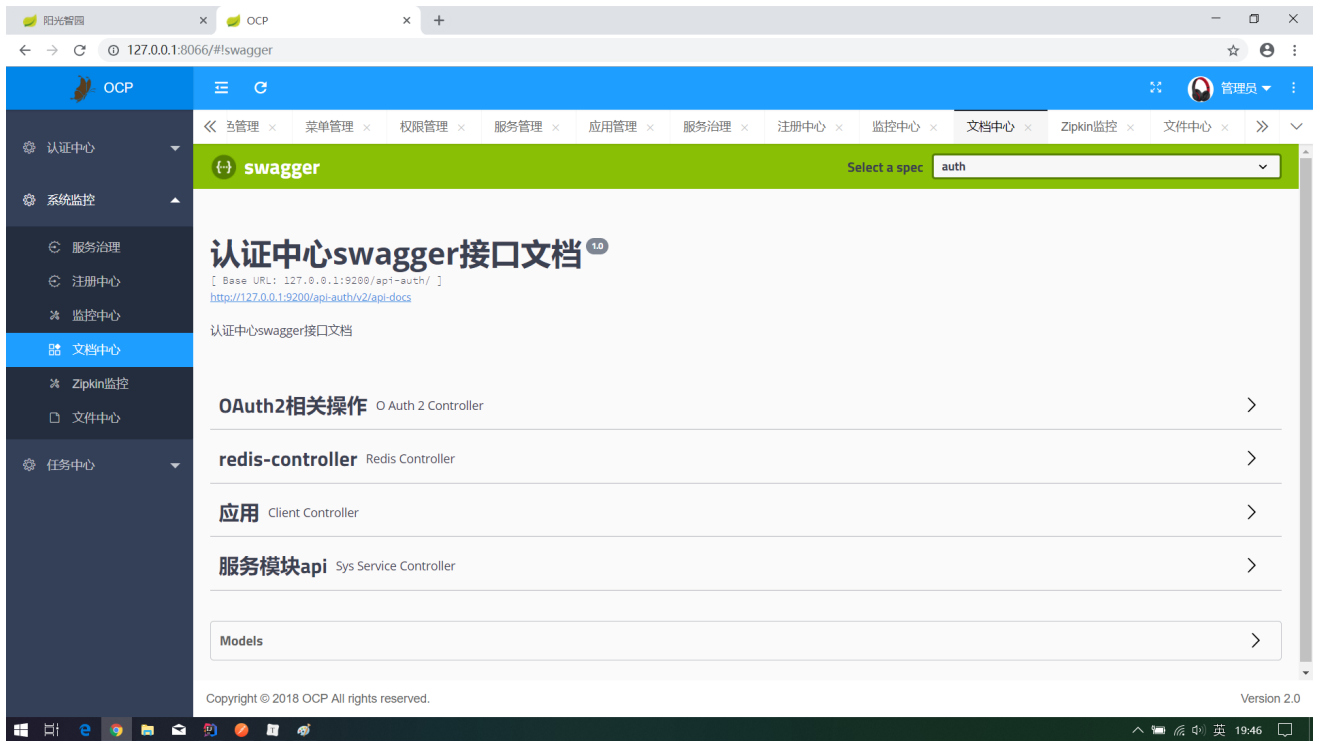 阳光智园
OCP
127.0.0.1:8066/#!swagger
OCP
管理员
管理
菜单管理
权限管理
服务管理
应用管理
服务治理
注册中心
监控中心
文档中心
Zipkin监控
文件中心
认证中心
系统监控
服务治理
注册中心
监控中心
文档中心
Zipkin监控
文件中心
任务中心
swagger
Select a spec
auth
认证中心swagger接口文档 1.0
[ Base URL: 127.0.0.1:9200/api-auth/ ]
http://127.0.0.1:9200/api-auth/v2/api-docs
认证中心swagger接口文档
OAuth2相关操作 O Auth 2 Controller
redis-controller Redis Controller
应用 Client Controller
服务模块api Sys Service Controller
Models
Copyright © 2018 OCP All rights reserved.
Version 2.0
英 19:46